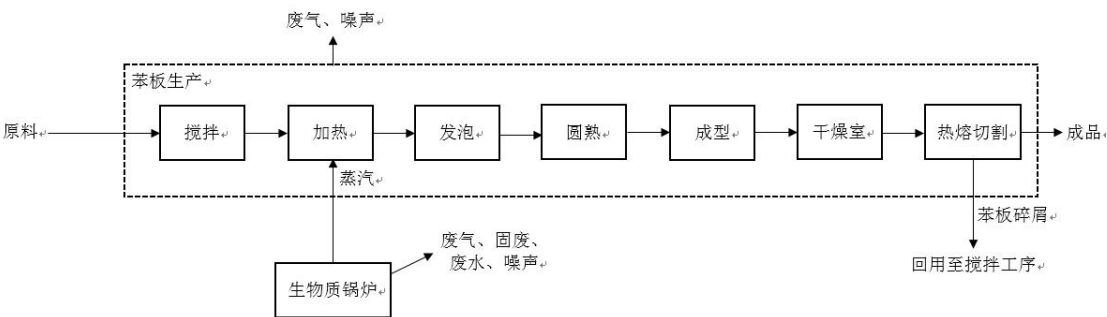 废气、噪声
苯板生产
原料
搅拌
加热
发泡
圆熟
成型
干燥室
热熔切割
成品
蒸汽
苯板碎屑
废气、固废、
废水、噪声
回用至搅拌工序
生物质锅炉